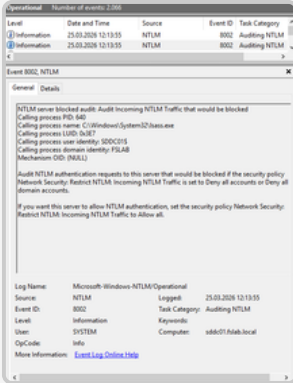 Operational Number of events: 2.066
Level Date and Time Source Event ID Task Category
Information 25.03.2026 12:13:55 NTLM 8002 Auditing NTLM
Information 25.03.2026 12:13:55 NTLM 8002 Auditing NTLM
Event 8002, NTLM
General Details
NTLM server blocked audit: Audit Incoming NTLM Traffic that would be blocked
Calling process PID: 640
Calling process name: C:\Windows\System32\lsass.exe
Calling process LUID: 0x3E7
Calling process user identity: SDDC01$
Calling process domain identity: FSLAB
Mechanism OID: (NULL)
Audit NTLM authentication requests to this server that would be blocked if the security policy
Network Security: Restrict NTLM: Incoming NTLM Traffic is set to Deny all accounts or Deny all
domain accounts.
If you want this server to allow NTLM authentication, set the security policy Network Security:
Restrict NTLM: Incoming NTLM Traffic to Allow all.
Log Name: Microsoft-Windows-NTLM/Operational
Source: NTLM Logged: 25.03.2026 12:13:55
Event ID: 8002 Task Category: Auditing NTLM
Level: Information Keywords:
User: SYSTEM Computer: sddc01.fslab.local
OpCode: Info
More Information: Event Log Online Help